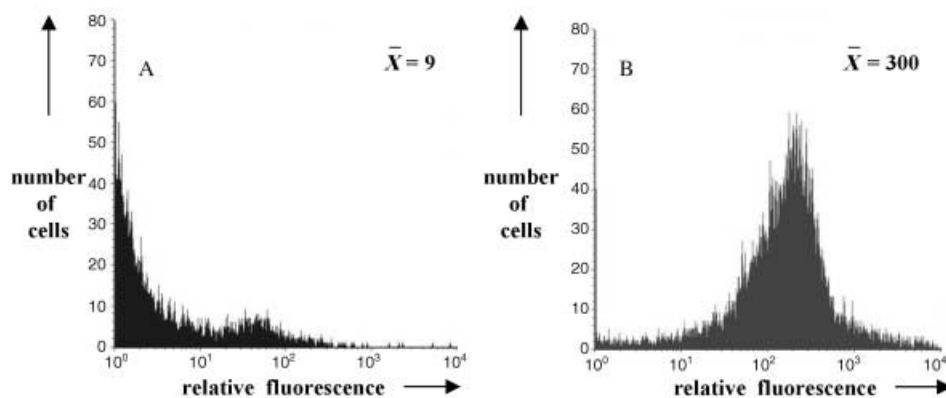 80
70
60
50
40
30
20
10
0
A
X̄ = 9
number
of
cells
10⁰ 10¹ 10² 10³ 10⁴
relative fluorescence
80
70
60
50
40
30
20
10
0
B
X̄ = 300
number
of
cells
10⁰ 10¹ 10² 10³ 10⁴
relative fluorescence